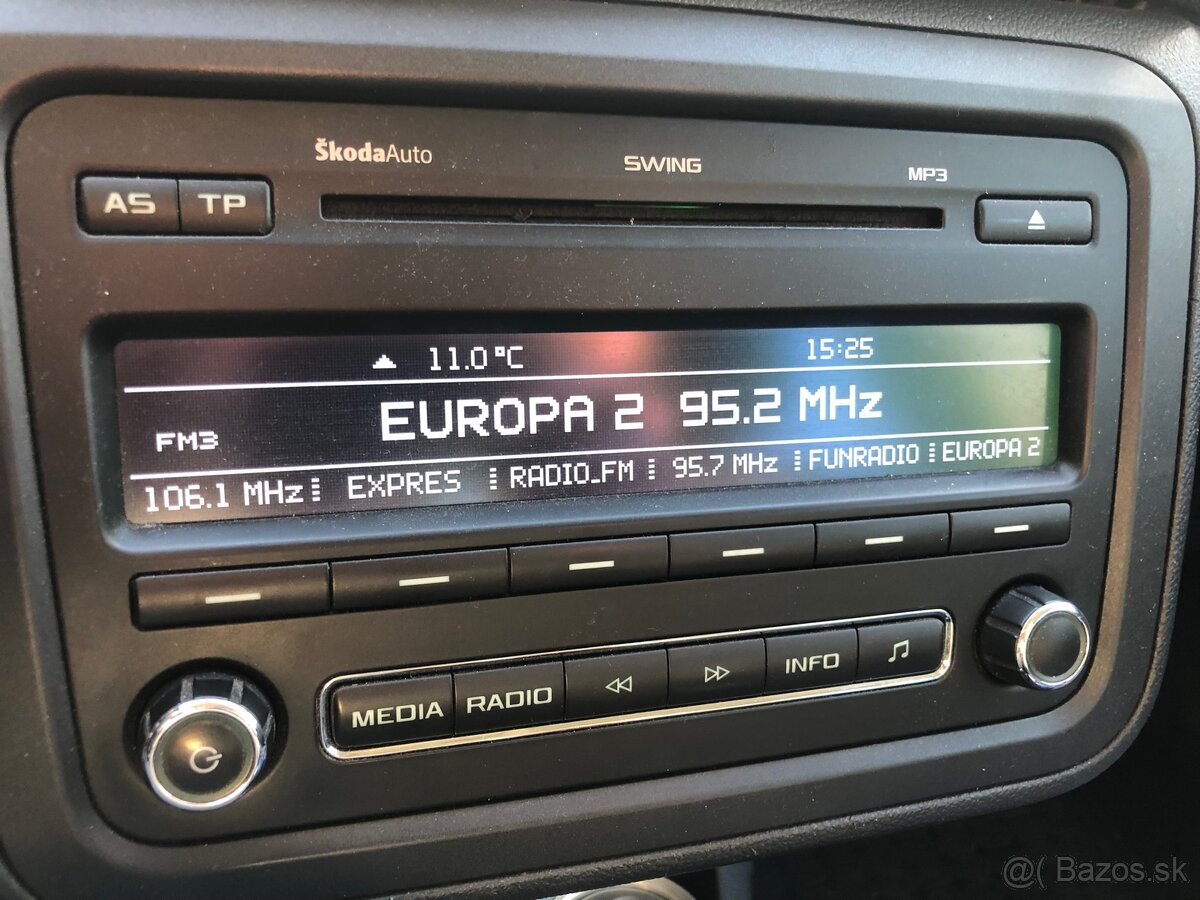 ŠkodaAuto SWING MP3
AS TP
11.0°C 15:25
FM3 EUROPA 2 95.2 MHz
106.1 MHz EXPRES RADIO_FM 95.7 MHz FUNRADIO EUROPA 2
MEDIA RADIO INFO
@( Bazos.sk